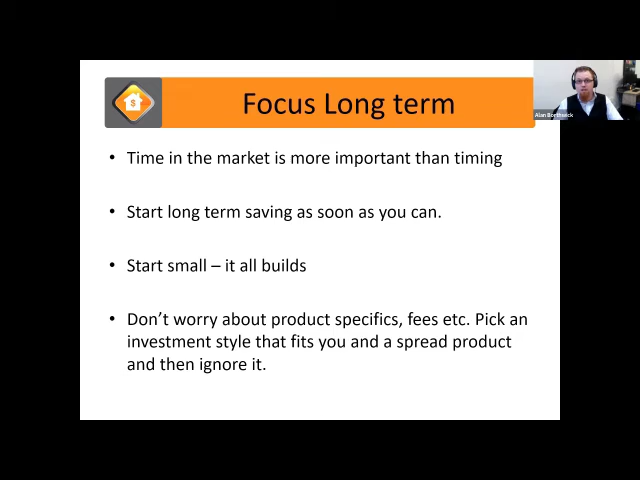 Focus Long term
$
Alan Borthwick
• Time in the market is more important than timing
• Start long term saving as soon as you can.
• Start small – it all builds
• Don’t worry about product specifics, fees etc. Pick an
investment style that fits you and a spread product
and then ignore it.